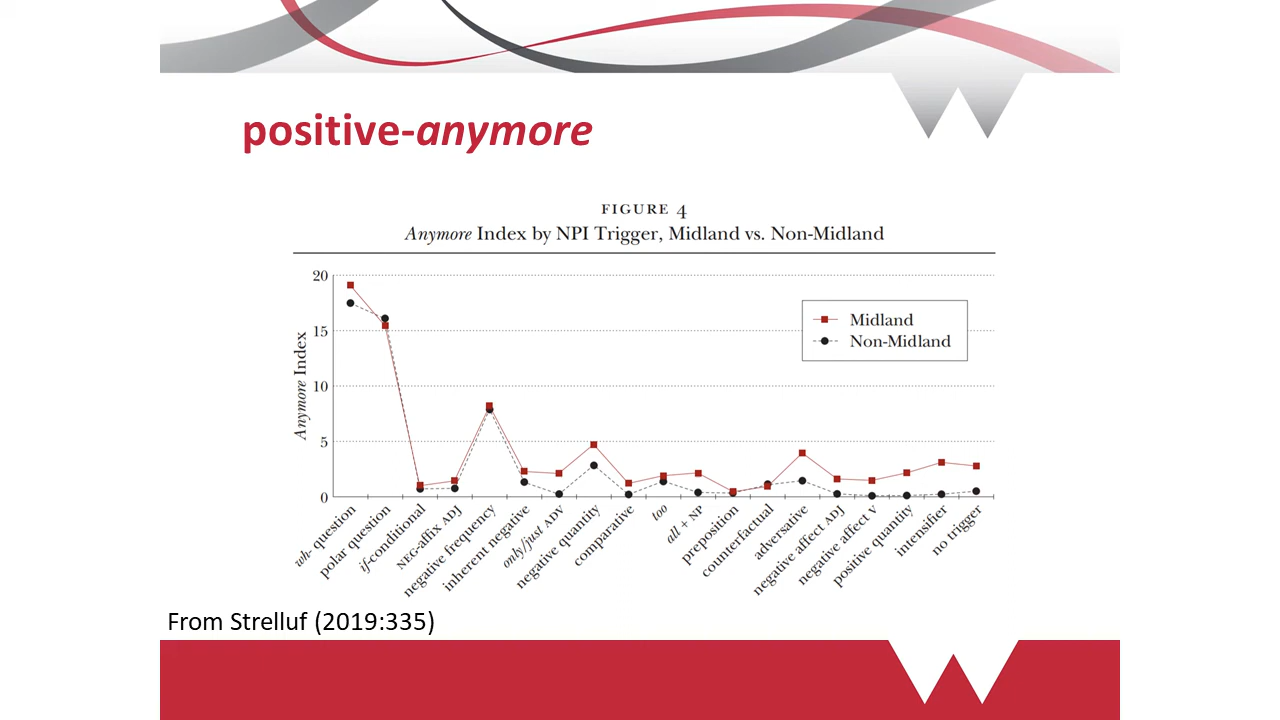 positive-anymore
FIGURE 4
Anymore Index by NPI Trigger, Midland vs. Non-Midland
20
15
10
5
0
Anymore Index
Midland
Non-Midland
wh- question
polar question
if-conditional
NEG-affix ADJ
negative frequency
inherent negative
only/just ADV
negative quantity
comparative
too
all + NP
preposition
counterfactual
adversative
negative affect ADJ
negative affect V
positive quantity
intensifier
no trigger
From Strelluf (2019:335)